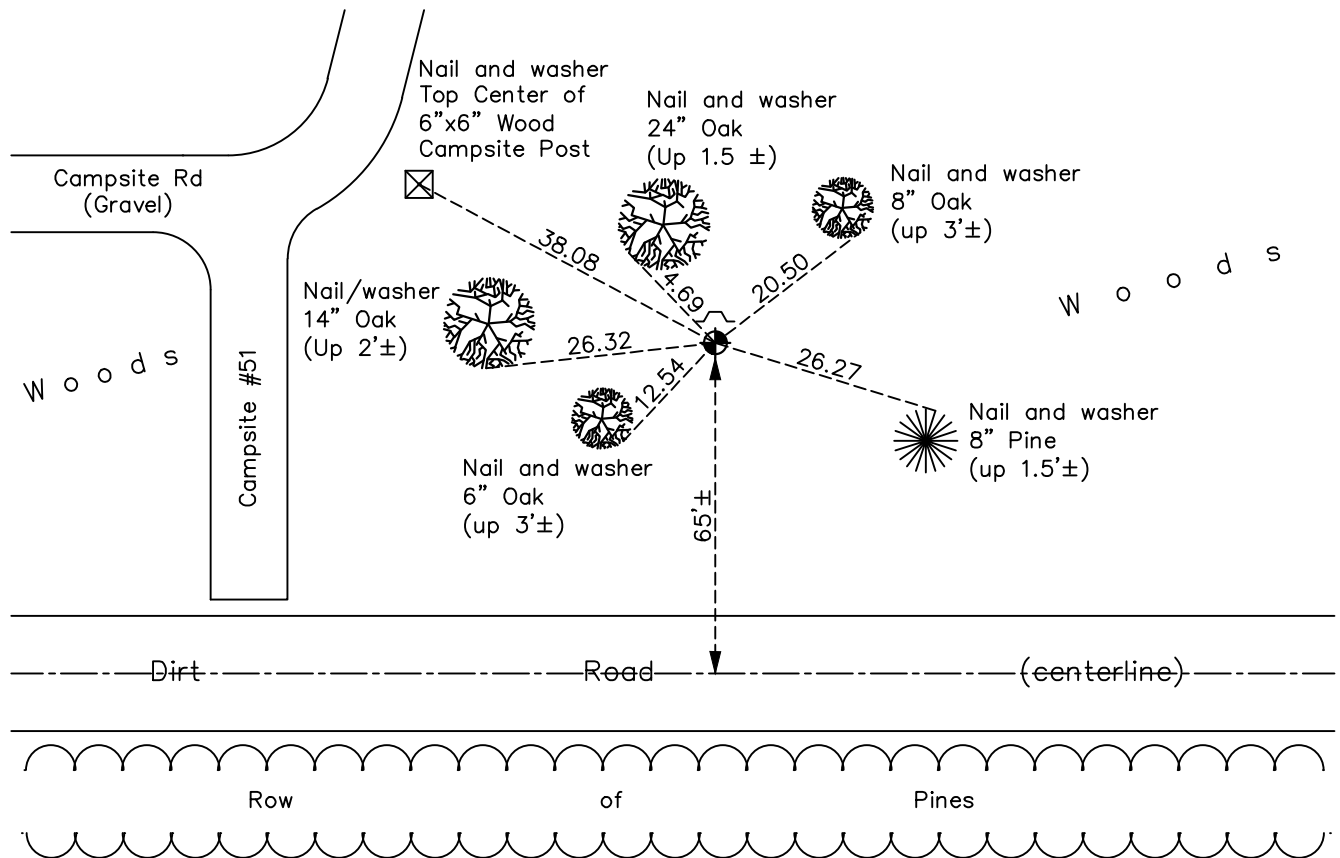 Nail and washer
Top Center of
6”x6” Wood
Campsite Post
Nail and washer
24” Oak
(Up 1.5 ±)
Nail and washer
8” Oak
(up 3’±)
Campsite Rd
(Gravel)
38.08
4.69
20.50
Woods
Nail/washer
14” Oak
(Up 2’±)
26.32
26.27
Woods
Campsite #51
12.54
Nail and washer
8” Pine
(up 1.5’±)
Nail and washer
6” Oak
(up 3’±)
65’±
Dirt Road (centerline)
Row of Pines